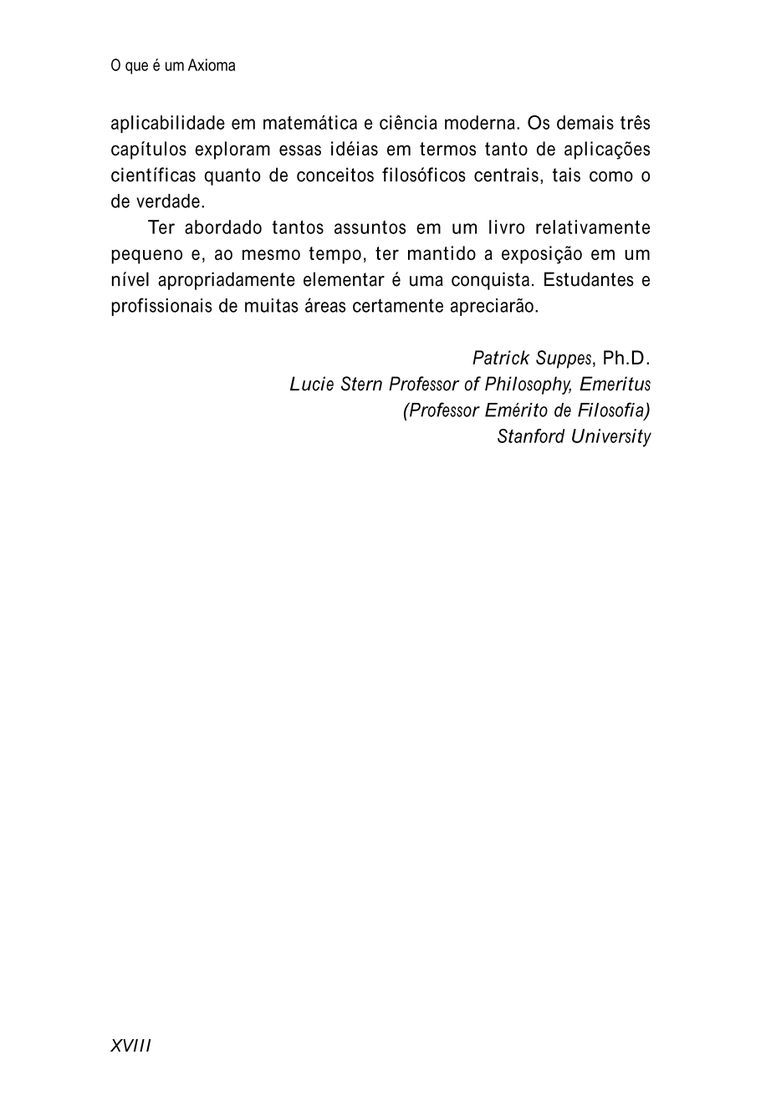 O que é um Axioma
aplicabilidade em matemática e ciência moderna. Os demais três
capítulos exploram essas idéias em termos tanto de aplicações
científicas quanto de conceitos filosóficos centrais, tais como o
de verdade.
Ter abordado tantos assuntos em um livro relativamente
pequeno e, ao mesmo tempo, ter mantido a exposição em um
nível apropriadamente elementar é uma conquista. Estudantes e
profissionais de muitas áreas certamente apreciarão.
Patrick Suppes, Ph.D.
Lucie Stern Professor of Philosophy, Emeritus
(Professor Emérito de Filosofia)
Stanford University
XVIII